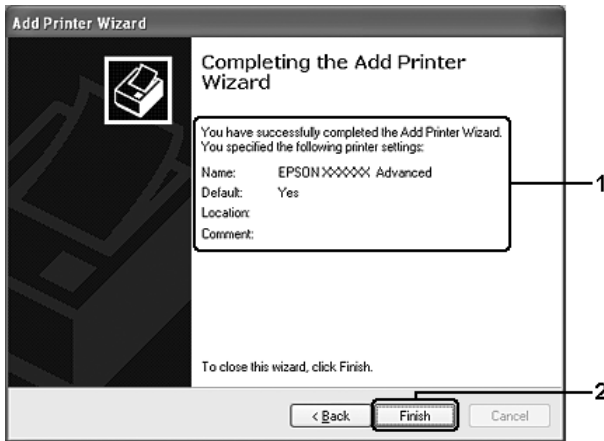 Add Printer Wizard
Completing the Add Printer
Wizard
You have successfully completed the Add Printer Wizard.
You specified the following printer settings:
Name: EPSON XXXXXX Advanced
Default: Yes
Location:
Comment:
1
To close this wizard, click Finish.
2
< Back Finish Cancel